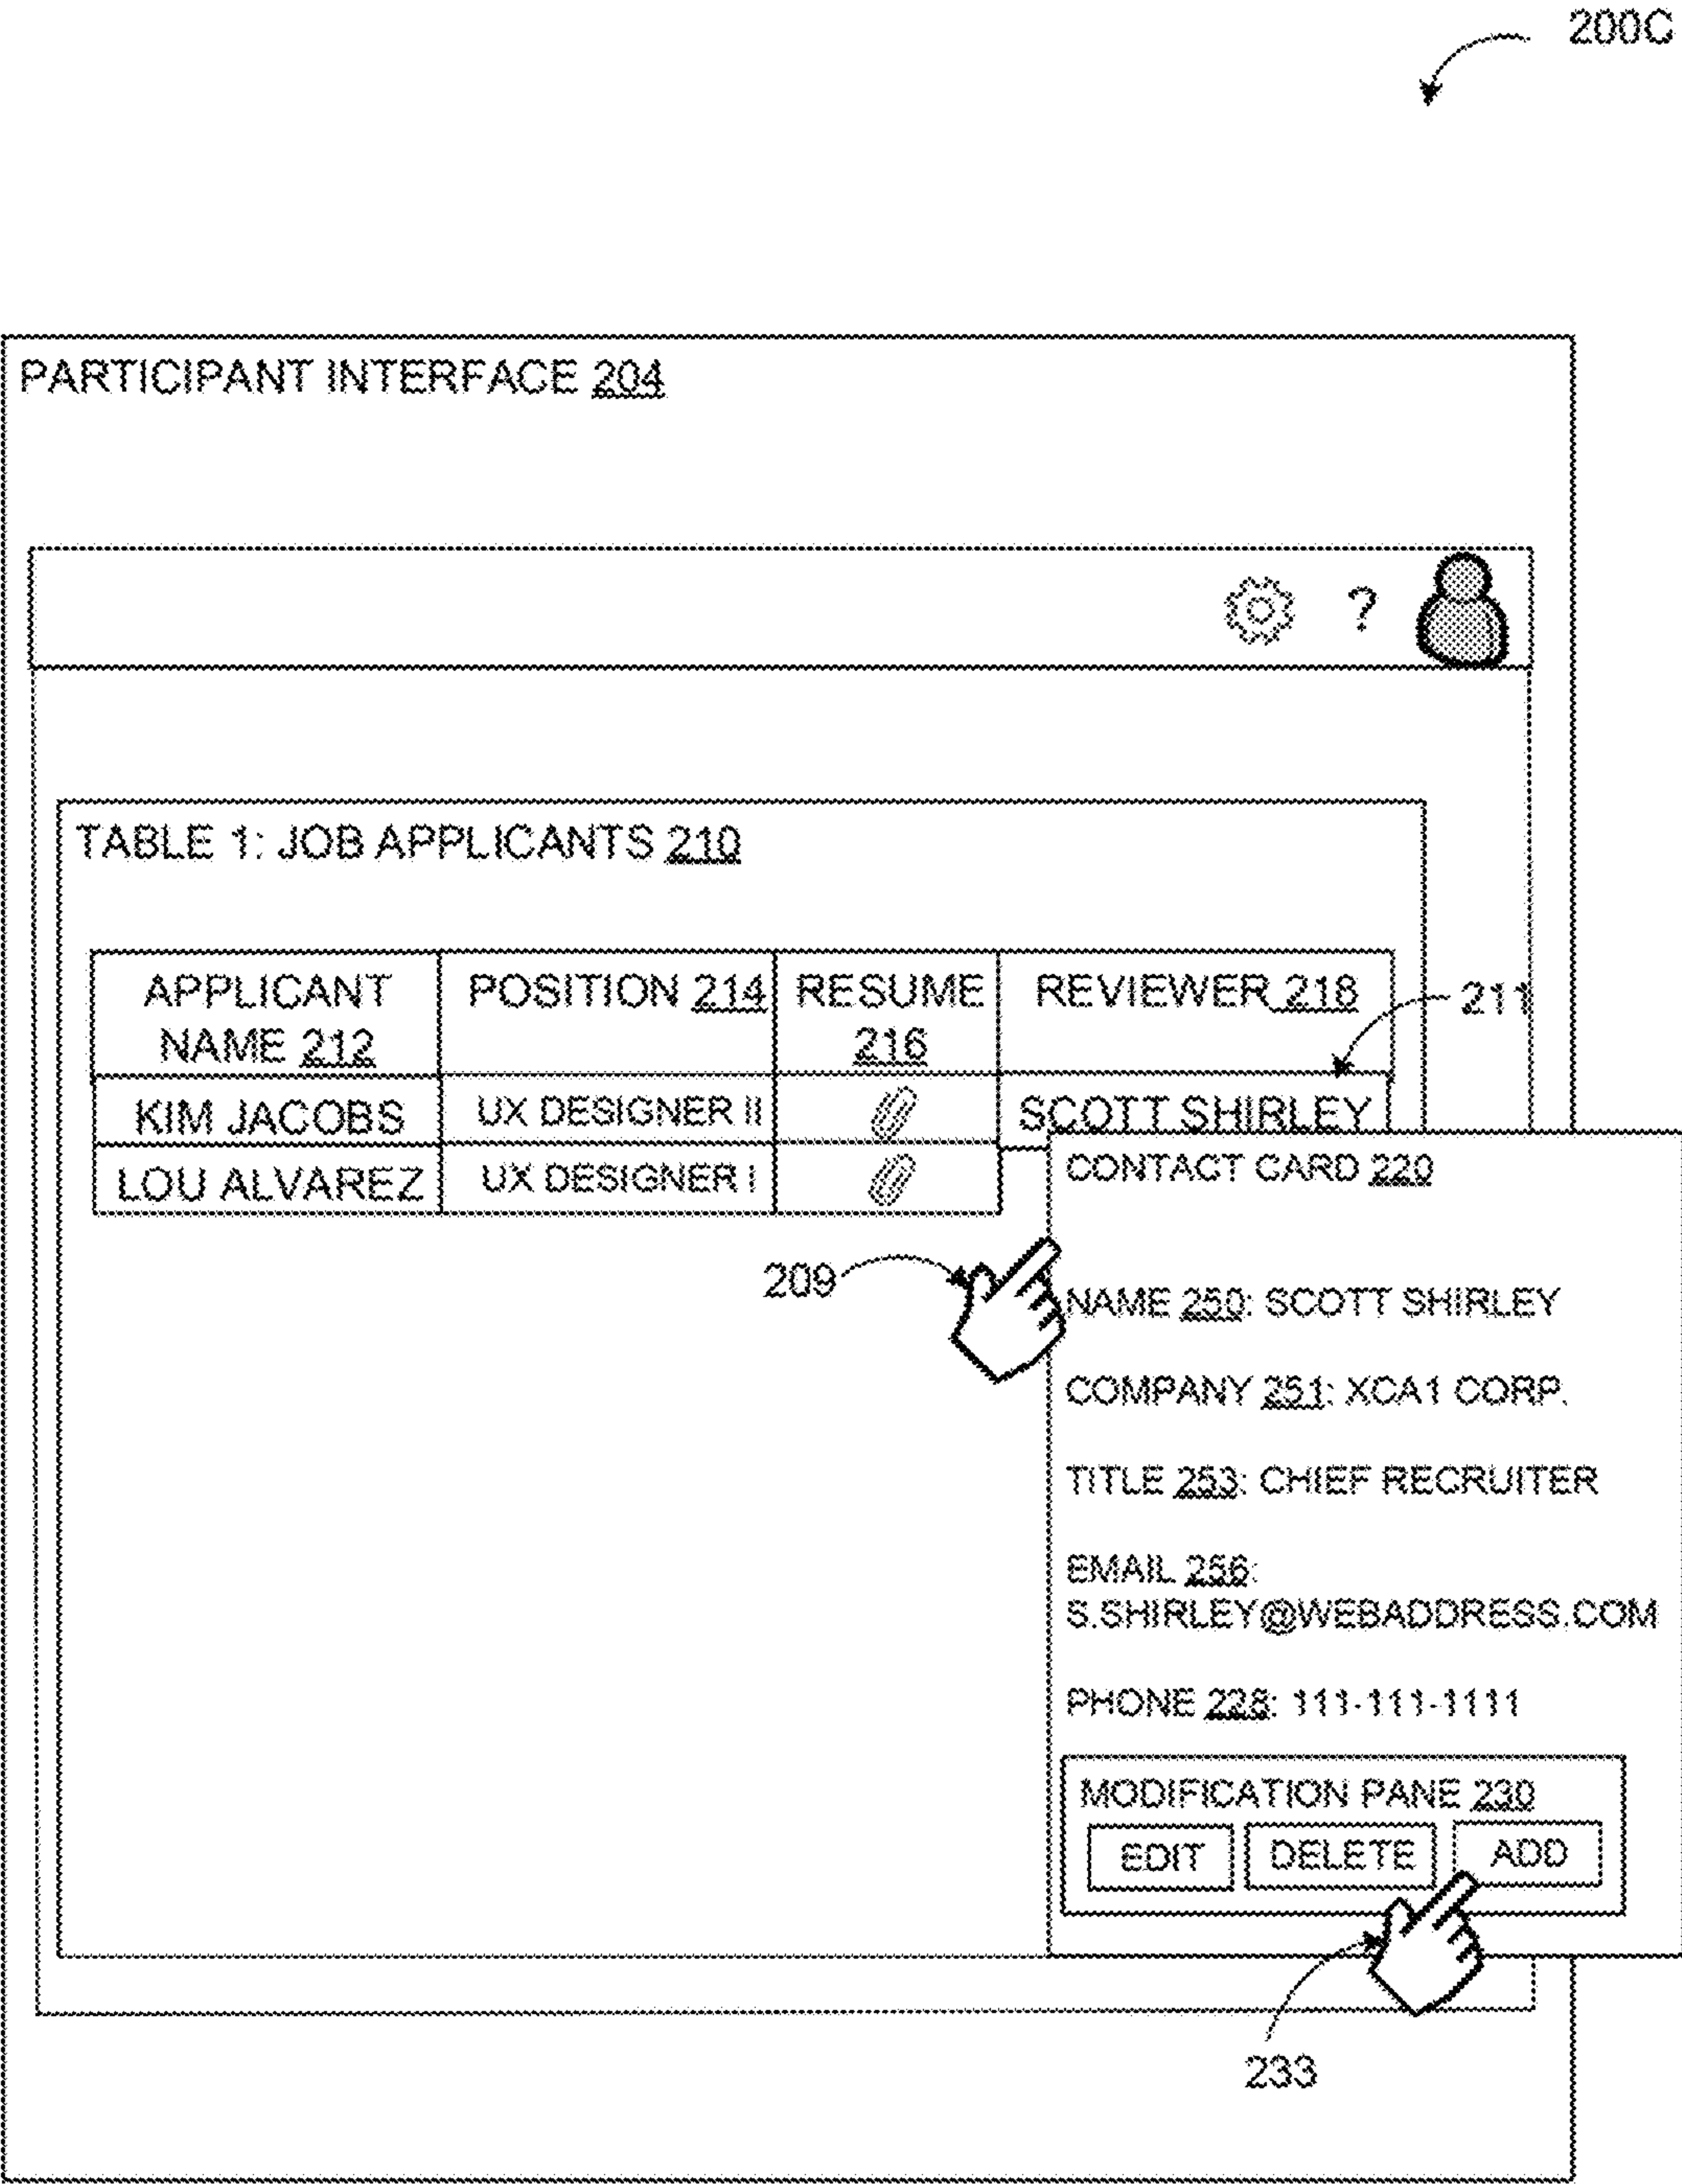 200C
PARTICIPANT INTERFACE 204
?
TABLE 1: JOB APPLICANTS 210
APPLICANT NAME 212
POSITION 214
RESUME 216
REVIEWER 218
211
KIM JACOBS
UX DESIGNER II
SCOTT SHIRLEY
LOU ALVAREZ
UX DESIGNER I
CONTACT CARD 220
209
NAME 250: SCOTT SHIRLEY
COMPANY 251: XCA1 CORP.
TITLE 253: CHIEF RECRUITER
EMAIL 256:
S.SHIRLEY@WEBADDRESS.COM
PHONE 228: 111-111-1111
MODIFICATION PANE 230
EDIT
DELETE
ADD
233